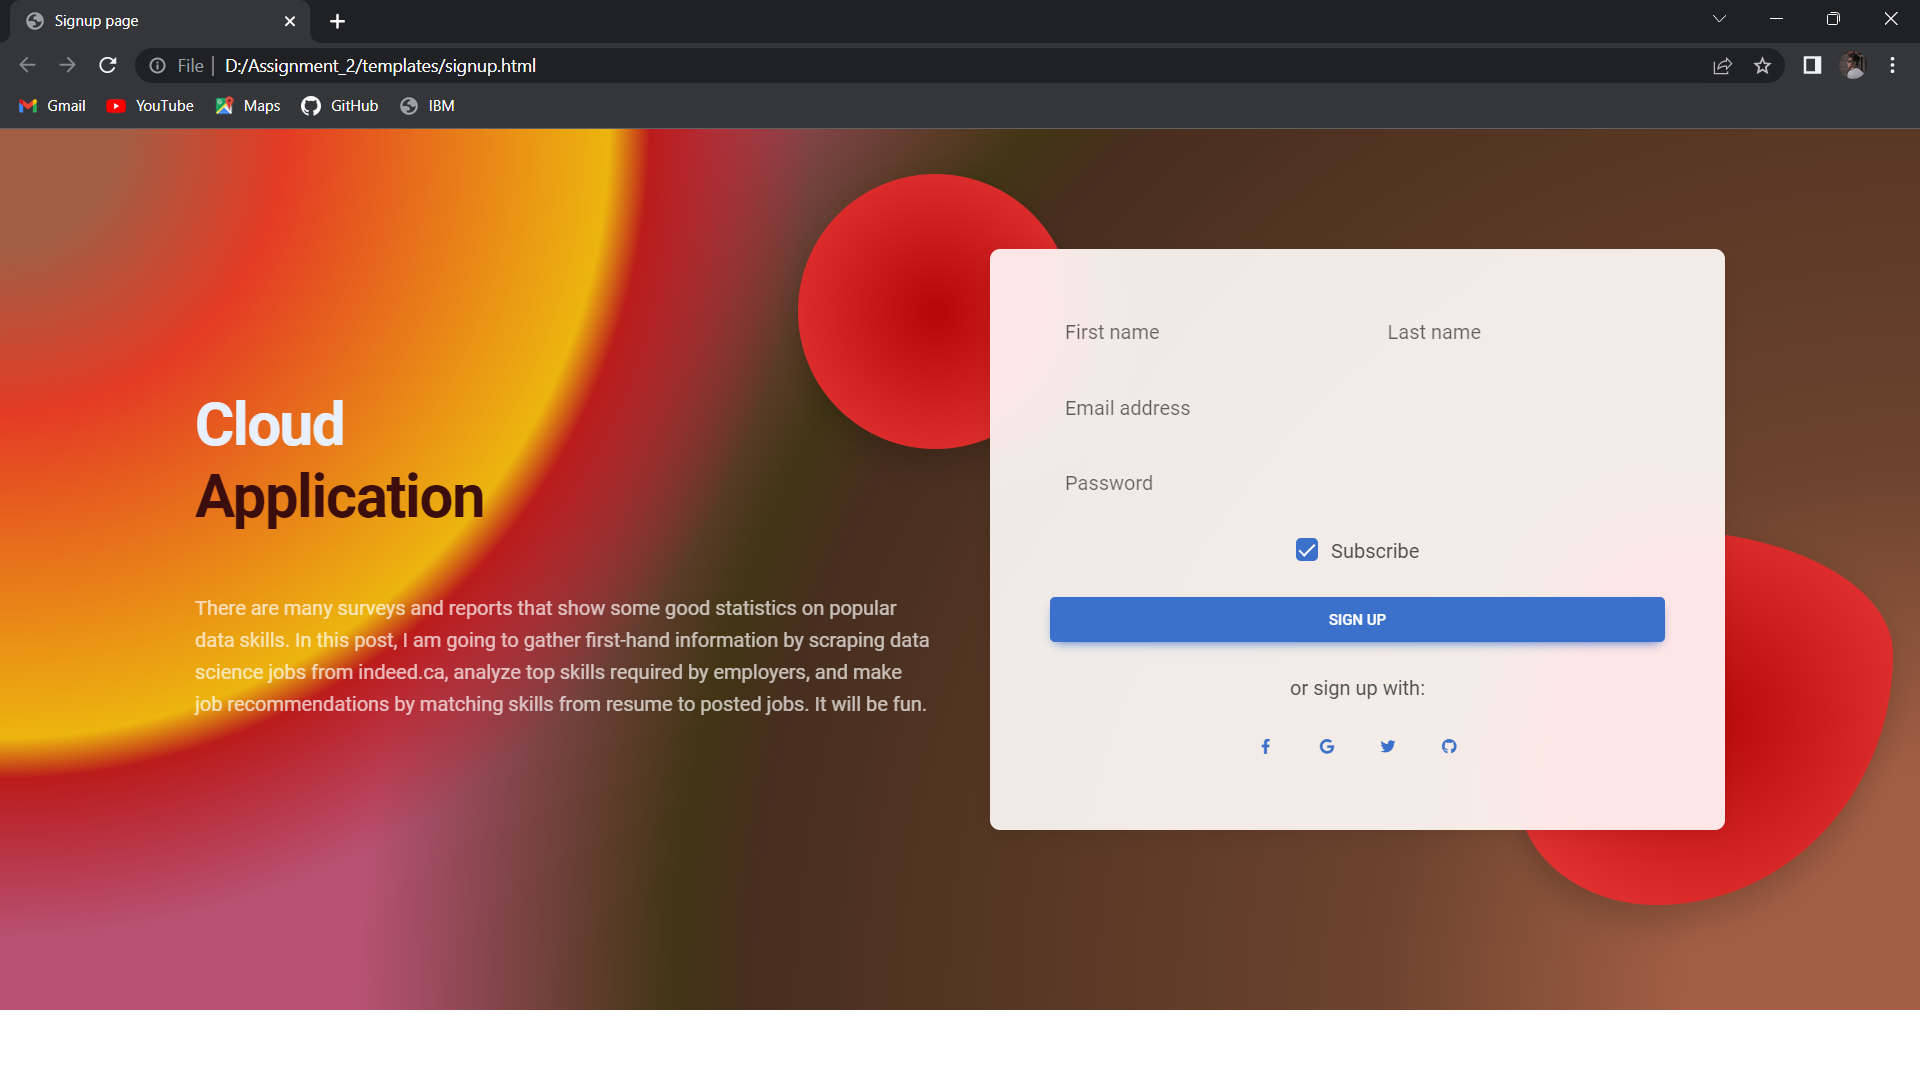 Signup page
File
D:/Assignment_2/templates/signup.html
Gmail YouTube Maps GitHub IBM
Cloud
Application
There are many surveys and reports that show some good statistics on popular
data skills. In this post, I am going to gather first-hand information by scraping data
science jobs from indeed.ca, analyze top skills required by employers, and make
job recommendations by matching skills from resume to posted jobs. It will be fun.
First name Last name
Email address
Password
Subscribe
SIGN UP
or sign up with: